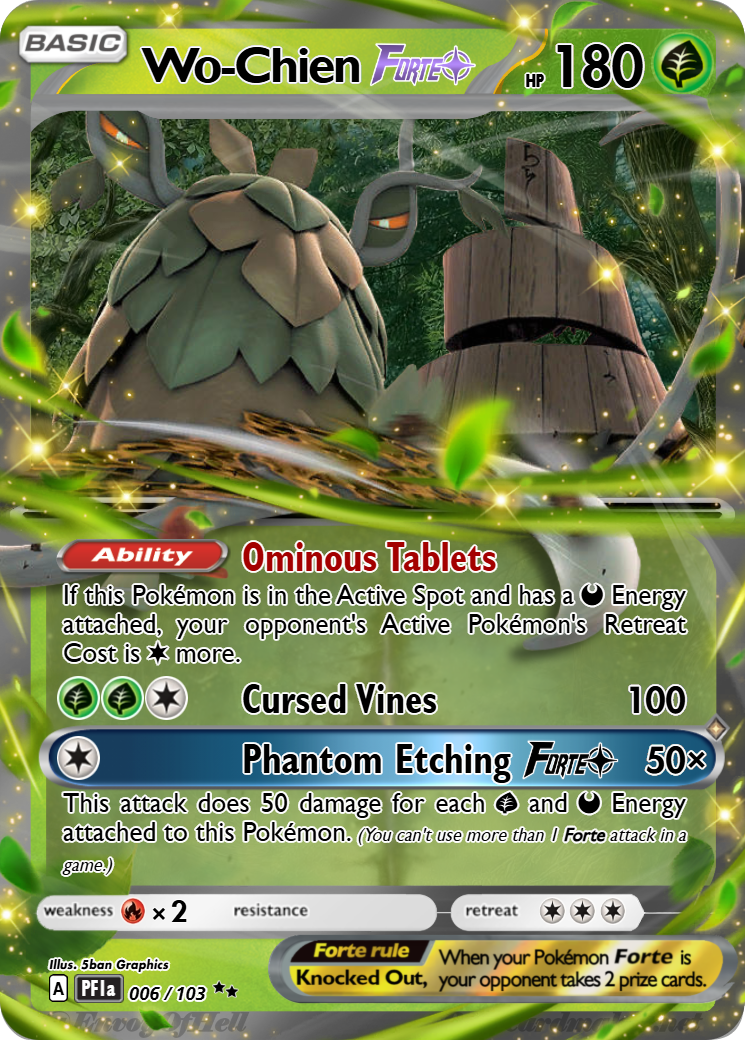 BASIC Wo-Chien FORTE HP 180
Ability Ominous Tablets
If this Pokémon is in the Active Spot and has a Energy
attached, your opponent's Active Pokémon's Retreat
Cost is more.
Cursed Vines 100
Phantom Etching FORTE 50×
This attack does 50 damage for each and Energy
attached to this Pokémon. (You can't use more than 1 Forte attack in a
game.)
weakness × 2 resistance retreat
Forte rule When your Pokémon Forte is
Knocked Out, your opponent takes 2 prize cards.
Illus. 5ban Graphics
A PF1a 006 / 103